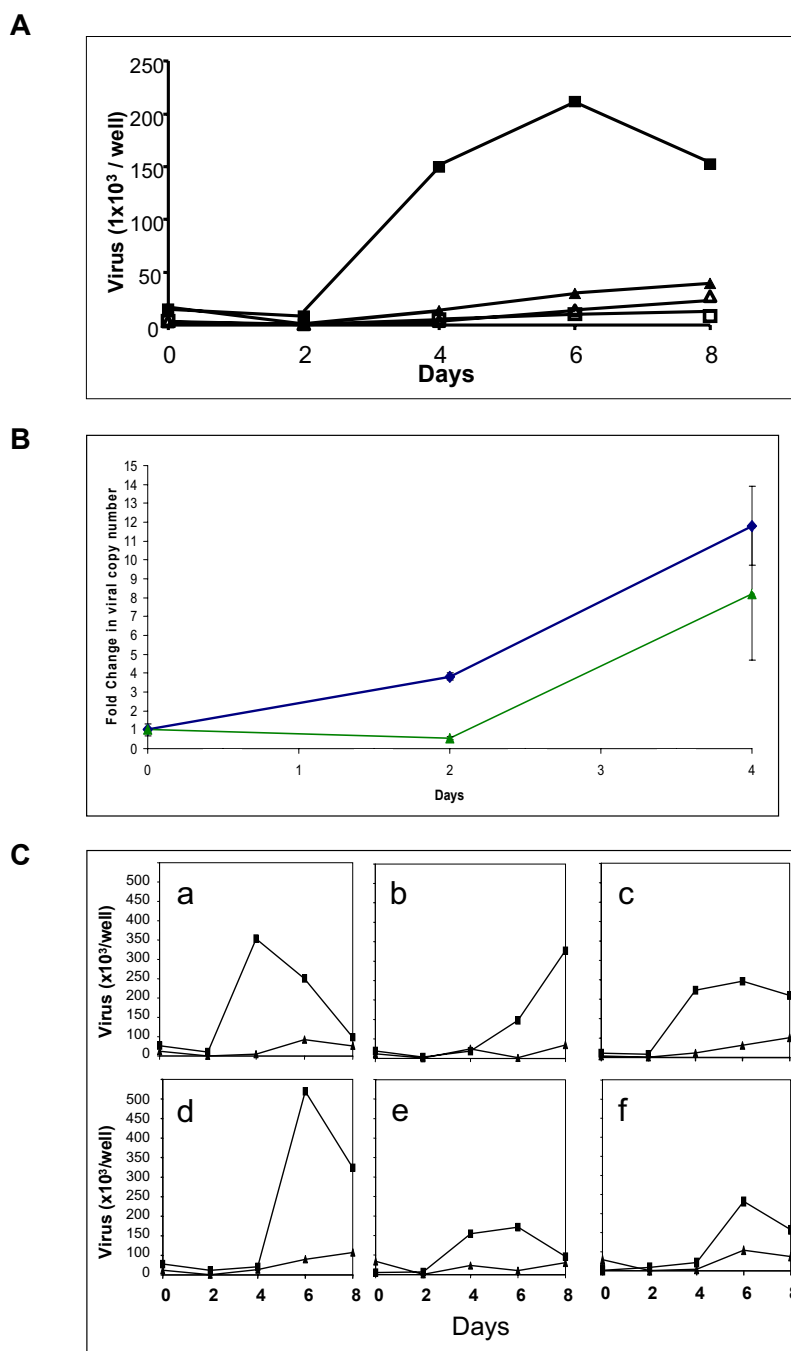 A
Virus (1x10³ / well)
250
200
150
100
50
0
0 2 4 6 8
Days
B
Fold Change in viral copy number
15
14
13
12
11
10
9
8
7
6
5
4
3
2
1
0
0 1 2 3 4
Days
C
Virus (x10³/well)
500
450
400
350
300
250
200
150
100
50
0
a b c
Virus (x10³/well)
500
450
400
350
300
250
200
150
100
50
0
d e f
0 2 4 6 8 0 2 4 6 8 0 2 4 6 8
Days